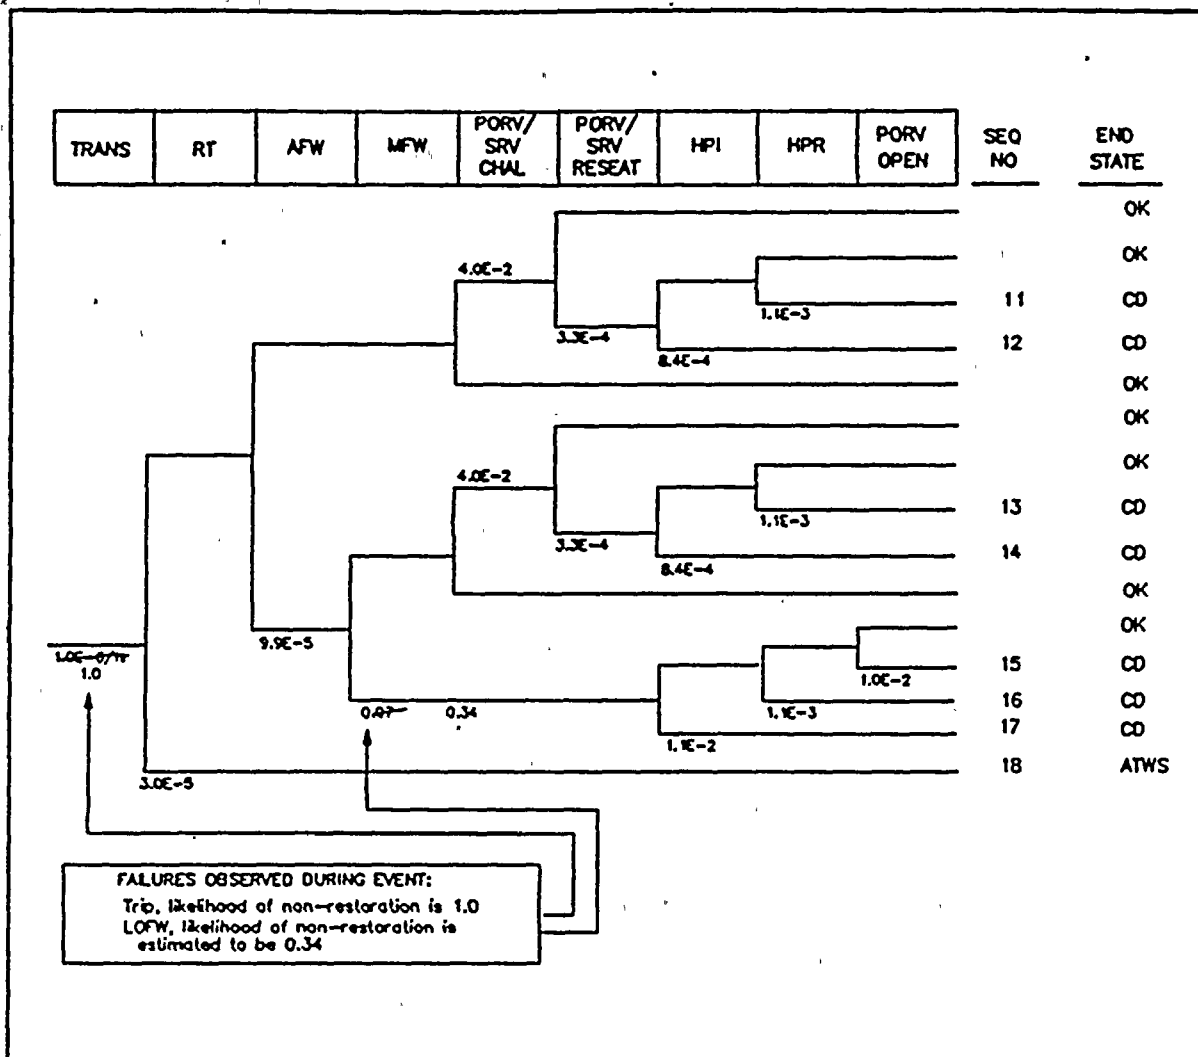 TRANS RT AFW MFW PORV/ SRV CHAL PORV/ SRV RESEAT HPI HPR PORV OPEN SEQ NO END STATE
OK
OK
4.0E-2
11 CD
1.1E-3
3.3E-4
12 CD
8.4E-4
OK
OK
OK
4.0E-2
13 CD
1.1E-3
3.3E-4
14 CD
8.4E-4
OK
OK
9.9E-5
15 CD
1.0E-2
1.0
16 CD
0.07 0.34
1.1E-3
17 CD
1.1E-2
18 ATWS
3.0E-5
FAILURES OBSERVED DURING EVENT:
Trip, likelihood of non-restoration is 1.0
LOFW, likelihood of non-restoration is
estimated to be 0.34